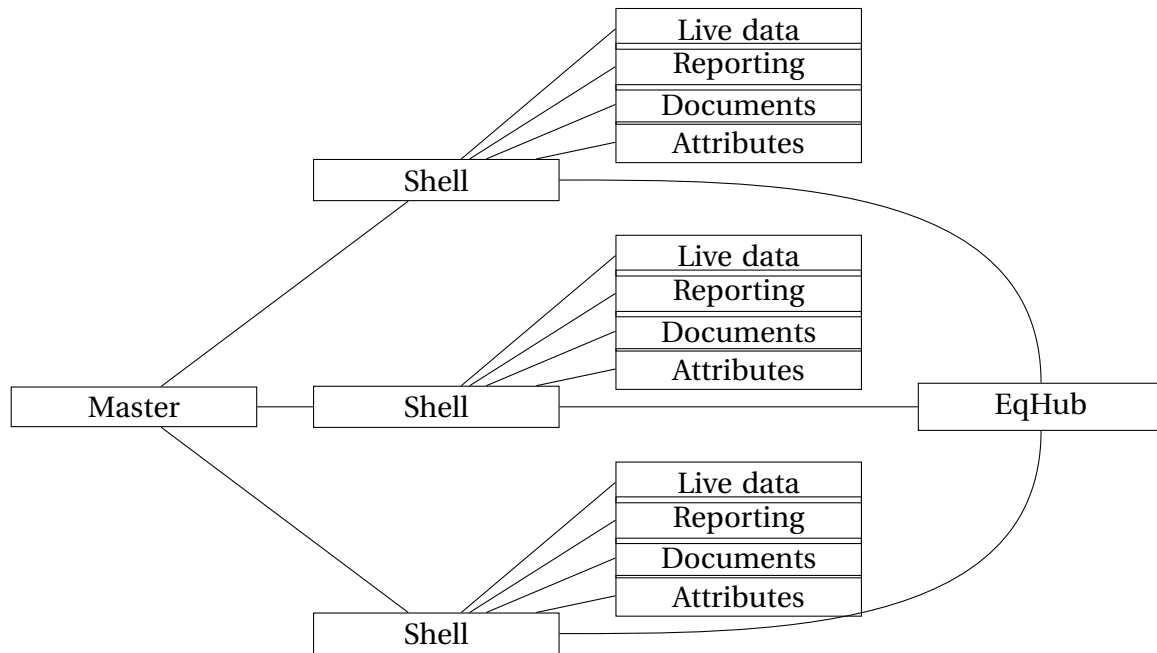 Live data
Reporting
Documents
Attributes
Shell
Live data
Reporting
Documents
Attributes
Master
Shell
EqHub
Live data
Reporting
Documents
Attributes
Shell